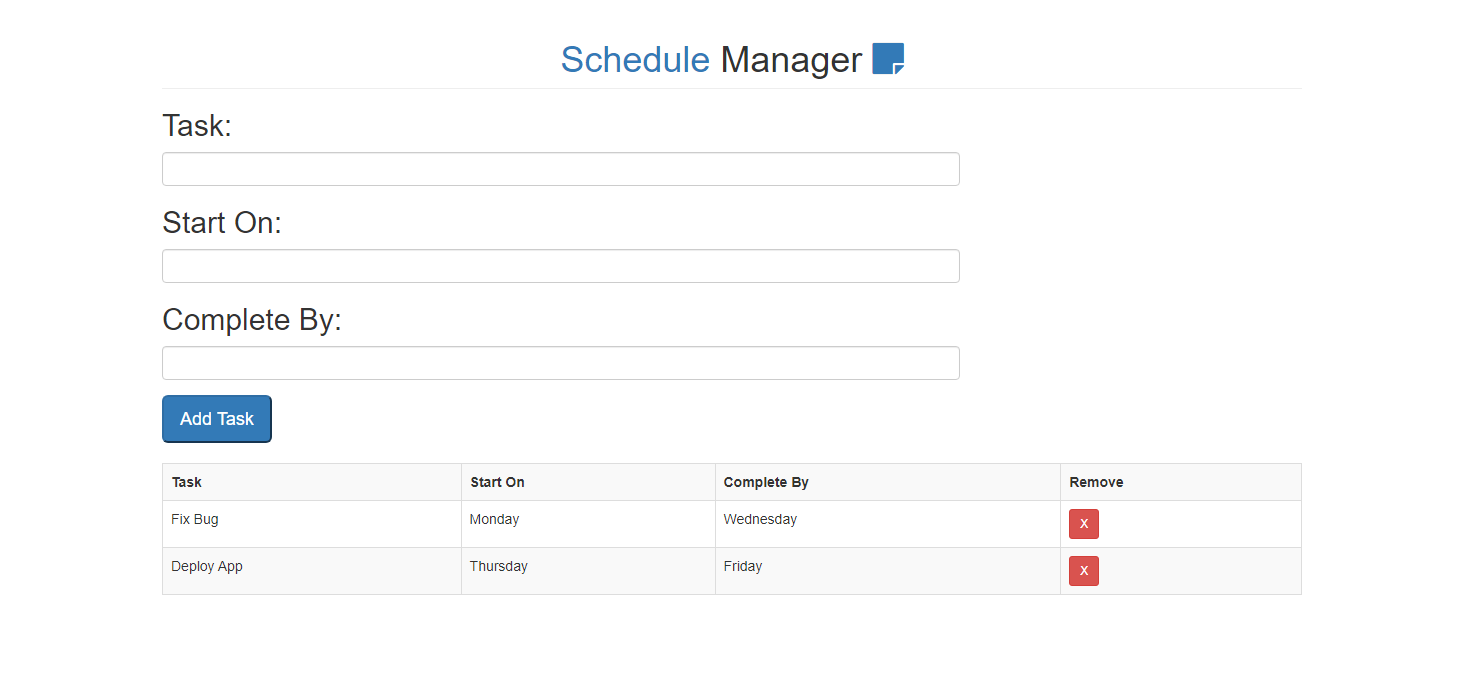 Schedule Manager
Task:
Start On:
Complete By:
Add Task
Task Start On Complete By Remove
Fix Bug Monday Wednesday X
Deploy App Thursday Friday X